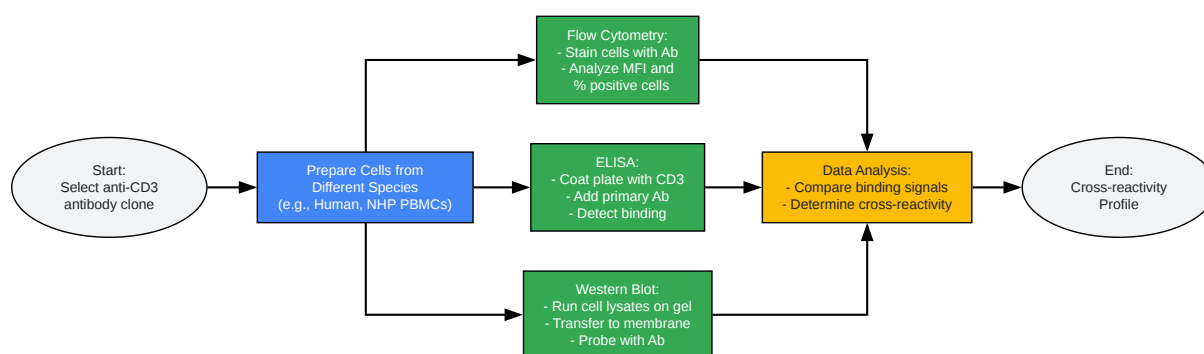 Start:
Select anti-CD3
antibody clone
Prepare Cells from
Different Species
(e.g., Human, NHP PBMCs)
Flow Cytometry:
- Stain cells with Ab
- Analyze MFI and
% positive cells
ELISA:
- Coat plate with CD3
- Add primary Ab
- Detect binding
Western Blot:
- Run cell lysates on gel
- Transfer to membrane
- Probe with Ab
Data Analysis:
- Compare binding signals
- Determine cross-reactivity
End:
Cross-reactivity
Profile